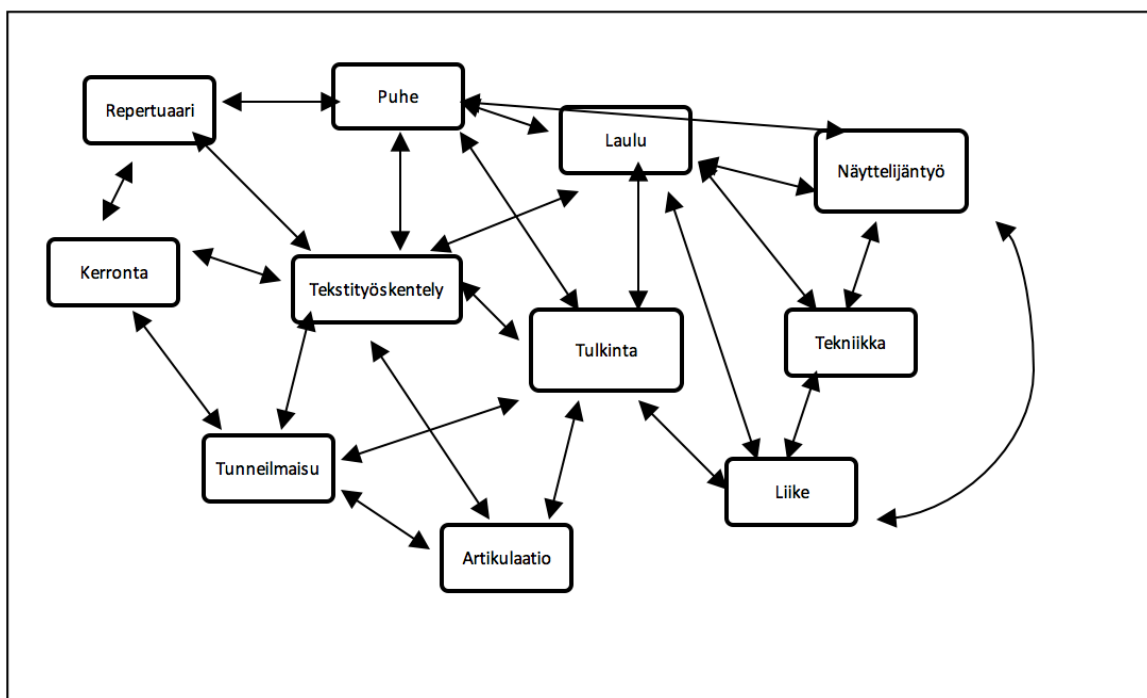 Repertuaari
Puhe
Laulu
Näyttelijäntyö
Kerronta
Tekstityöskentely
Tulkinta
Tekniikka
Tunneilmaisu
Liike
Artikulaatio